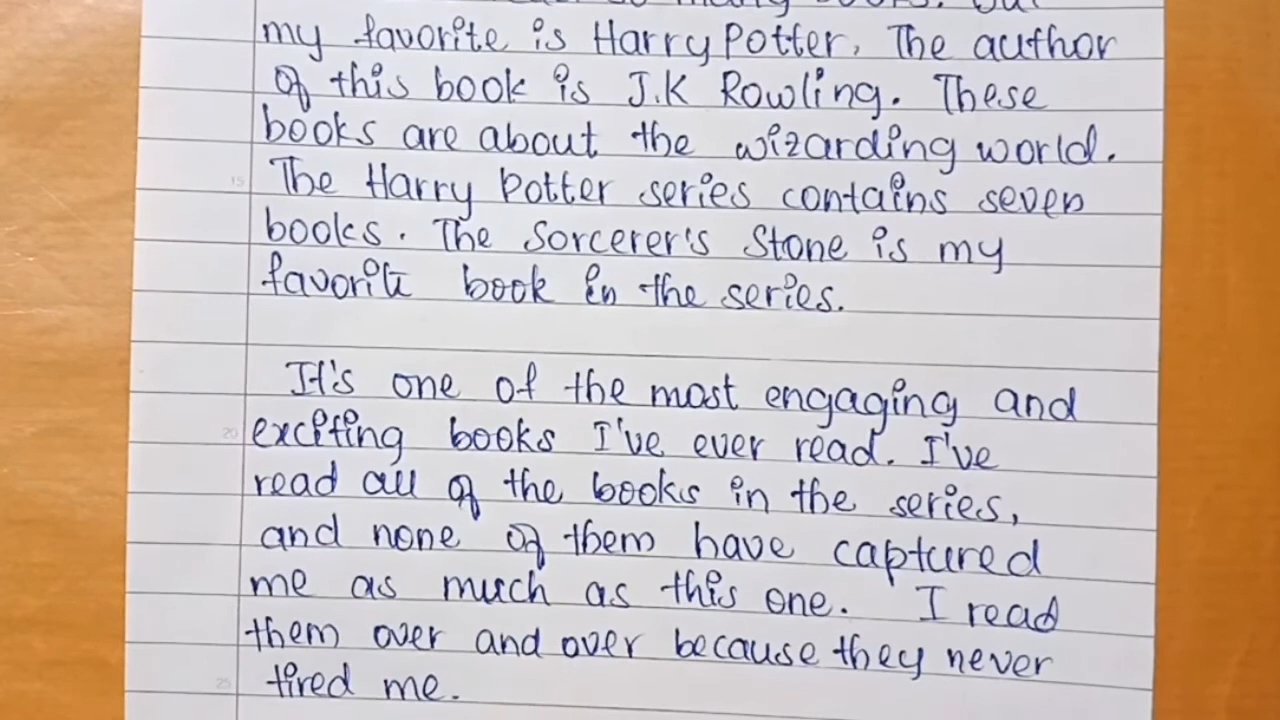 my favorite is Harry Potter. The author
of this book is J.K Rowling. These
books are about the wizarding world.
15 The Harry Potter series contains seven
books. The Sorcerer's Stone is my
favorite book in the series.
It's one of the most engaging and
20 exciting books I've ever read. I've
read all of the books in the series,
and none of them have captured
me as much as this one. I read
them over and over because they never
25 tired me.